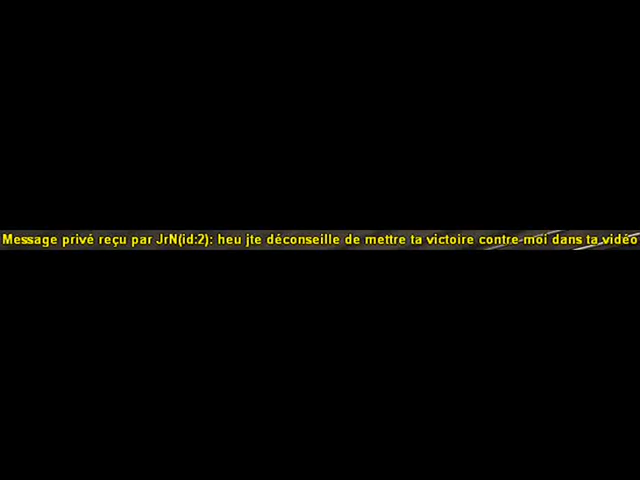 Message privé reçu par JrN(id:2): heu jte déconseille de mettre ta victoire contre moi dans ta vidéo